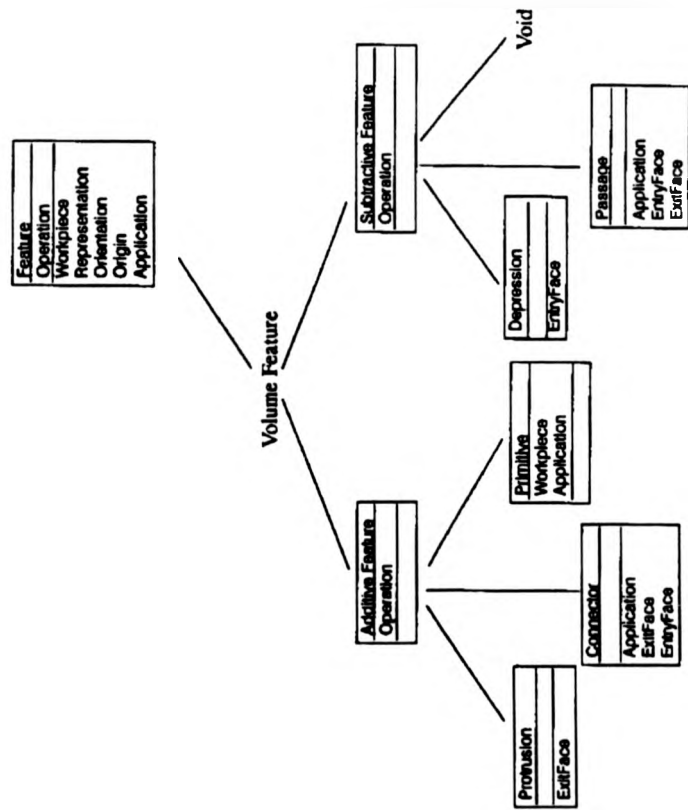 Feature
Operation
Workpiece
Representation
Orientation
Origin
Application
Volume Feature
Additive Feature
Operation
Subtractive Feature
Operation
Protrusion
ExitFace
Connector
Application
ExitFace
EntryFace
Primitive
Workpiece
Application
Depression
EntryFace
Passage
Application
EntryFace
ExitFace
Void